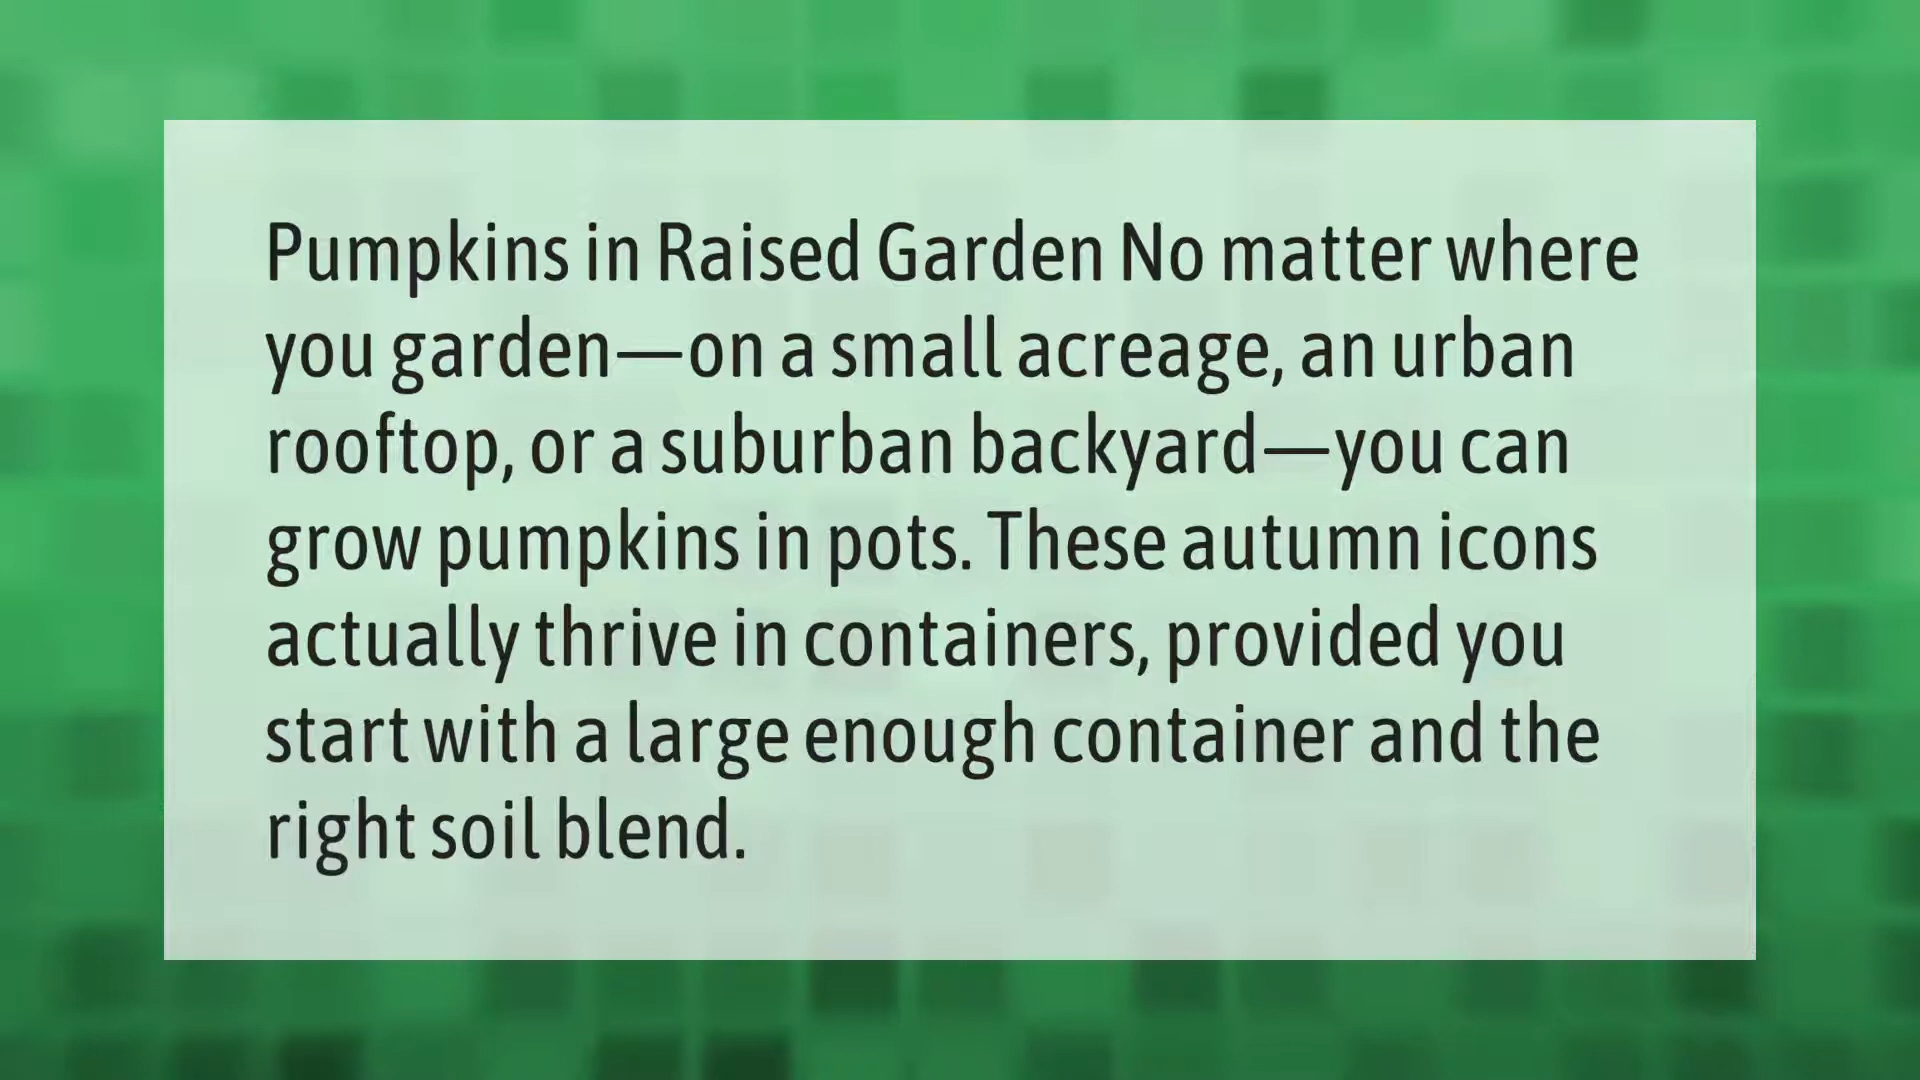 Pumpkins in Raised Garden No matter where
you garden—on a small acreage, an urban
rooftop, or a suburban backyard—you can
grow pumpkins in pots. These autumn icons
actually thrive in containers, provided you
start with a large enough container and the
right soil blend.